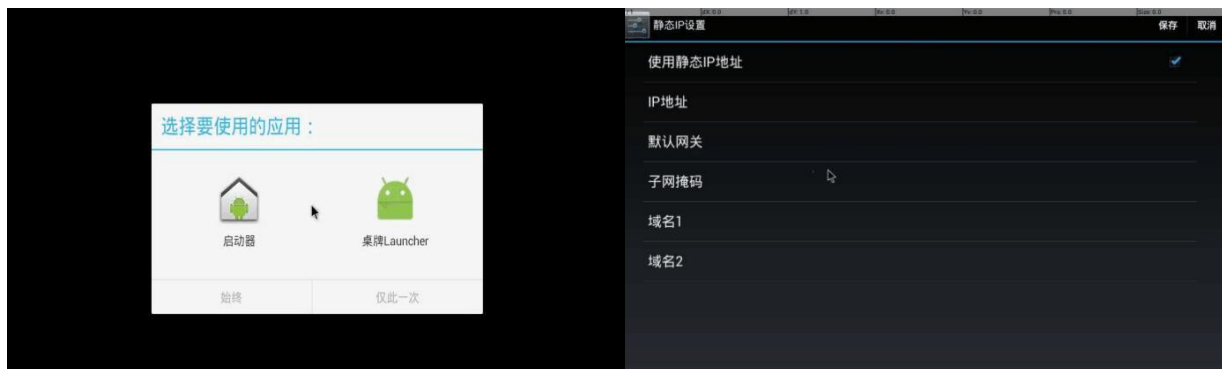 选择要使用的应用：
启动器
桌牌Launcher
始终
仅此一次
静态IP设置
保存
取消
使用静态IP地址
IP地址
默认网关
子网掩码
域名1
域名2